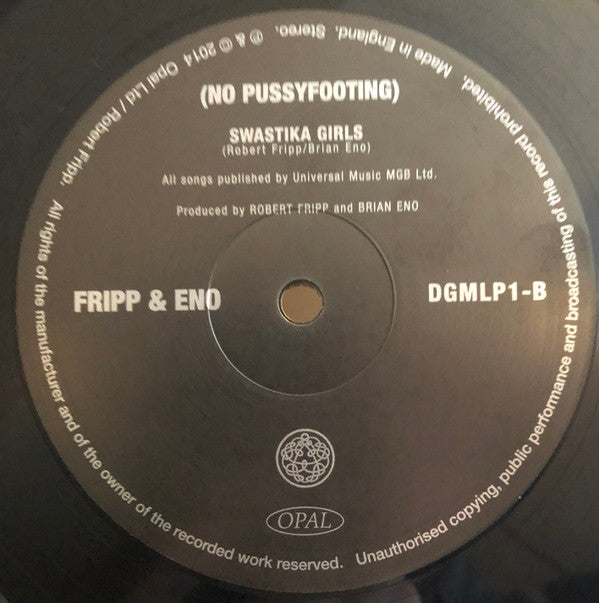 (NO PUSSYFOOTING)
SWASTIKA GIRLS
(Robert Fripp/Brian Eno)
All songs published by Universal Music MGB Ltd.
Produced by ROBERT FRIPP and BRIAN ENO
FRIPP & ENO
DGMLP1-B
OPAL
℗ & © 2014 Opal Ltd / Robert Fripp. All rights of the manufacturer and of the owner of the recorded work reserved. Unauthorised copying, public performance and broadcasting of this record prohibited. Made in England. Stereo.